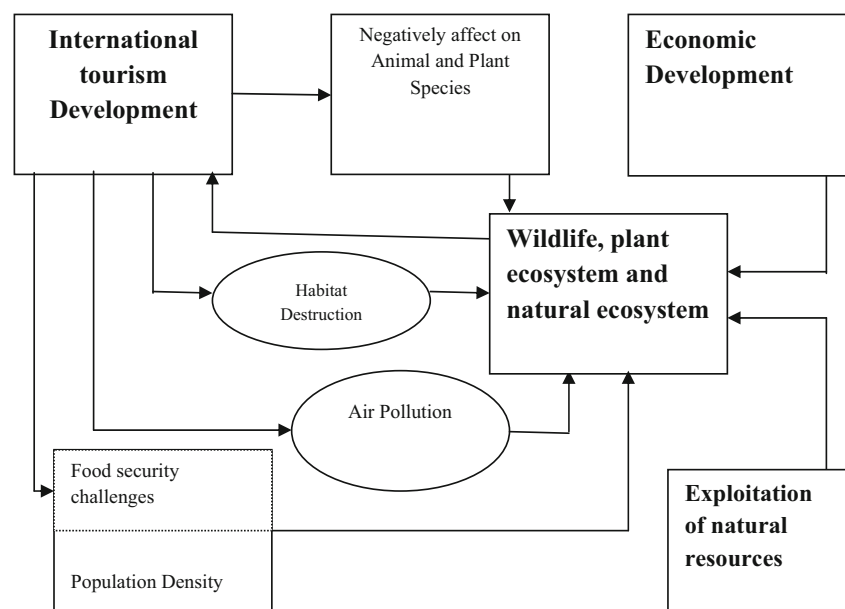 International
tourism
Development
Negatively affect on
Animal and Plant
Species
Economic
Development
Wildlife, plant
ecosystem and
natural ecosystem
Habitat
Destruction
Air Pollution
Food security
challenges
Population Density
Exploitation
of natural
resources